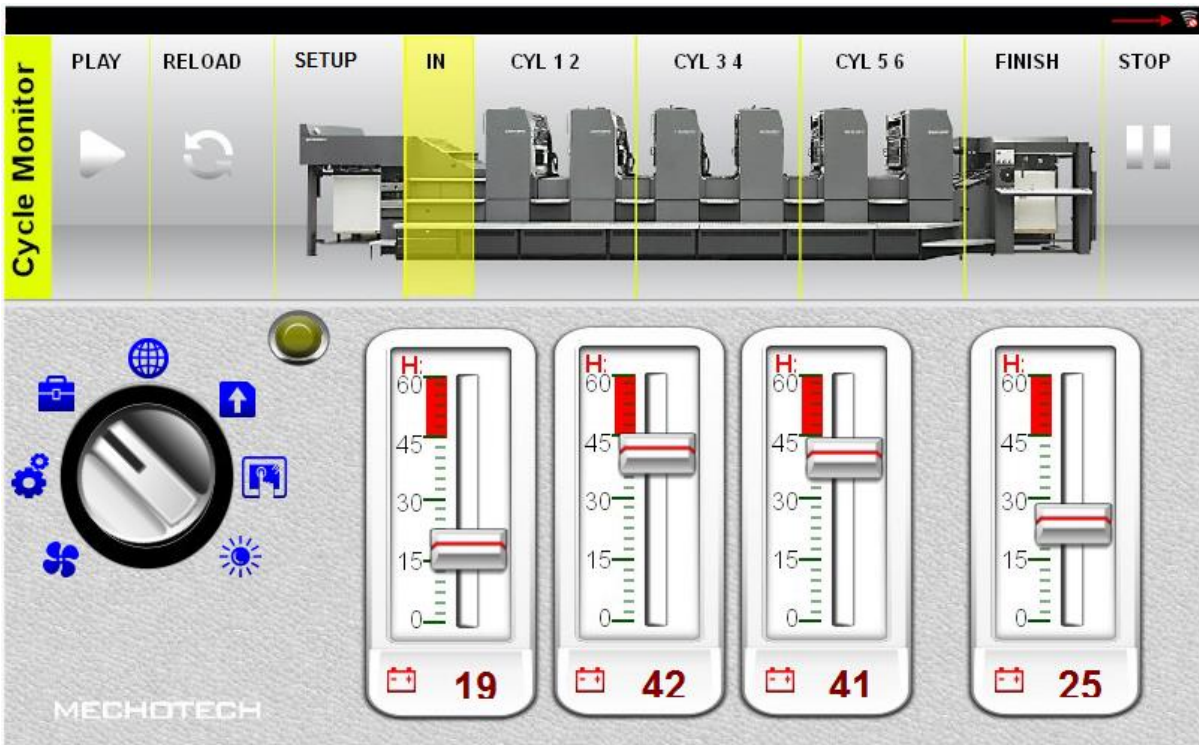 PLAY RELOAD SETUP IN CYL 1 2 CYL 3 4 CYL 5 6 FINISH STOP
Cycle Monitor
H: H: H: H:
60 60 60 60
45 45 45 45
30 30 30 30
15 15 15 15
0 0 0 0
19 42 41 25
MECHOTECH